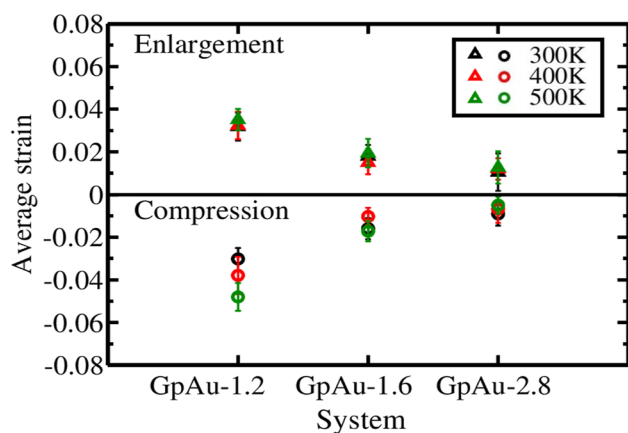 0.08
Enlargement
300K
400K
500K
0.06
0.04
0.02
0
Compression
-0.02
-0.04
-0.06
-0.08
Average strain
GpAu-1.2
GpAu-1.6
GpAu-2.8
System